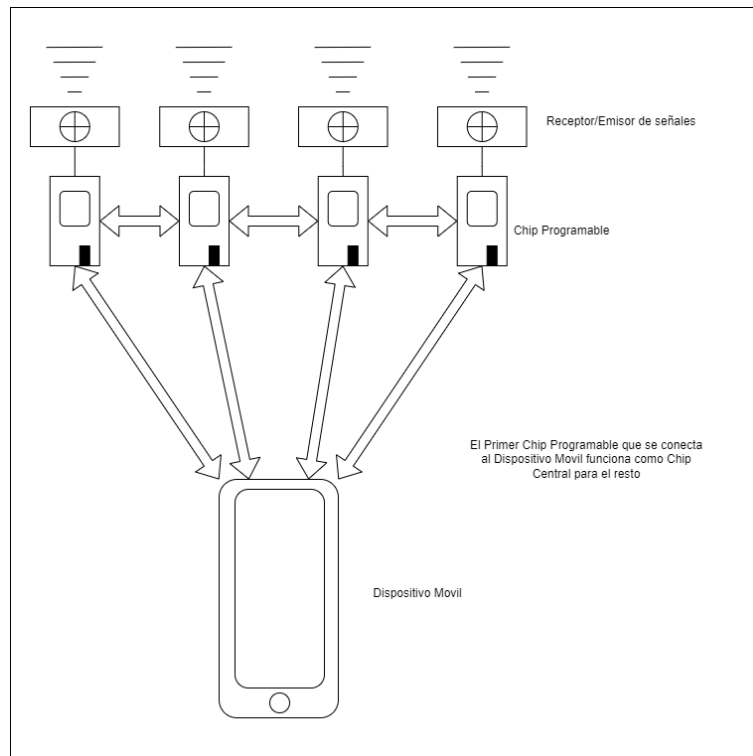 Receptor/Emisor de señales
Chip Programable
El Primer Chip Programable que se conecta
al Dispositivo Movil funciona como Chip
Central para el resto
Dispositivo Movil